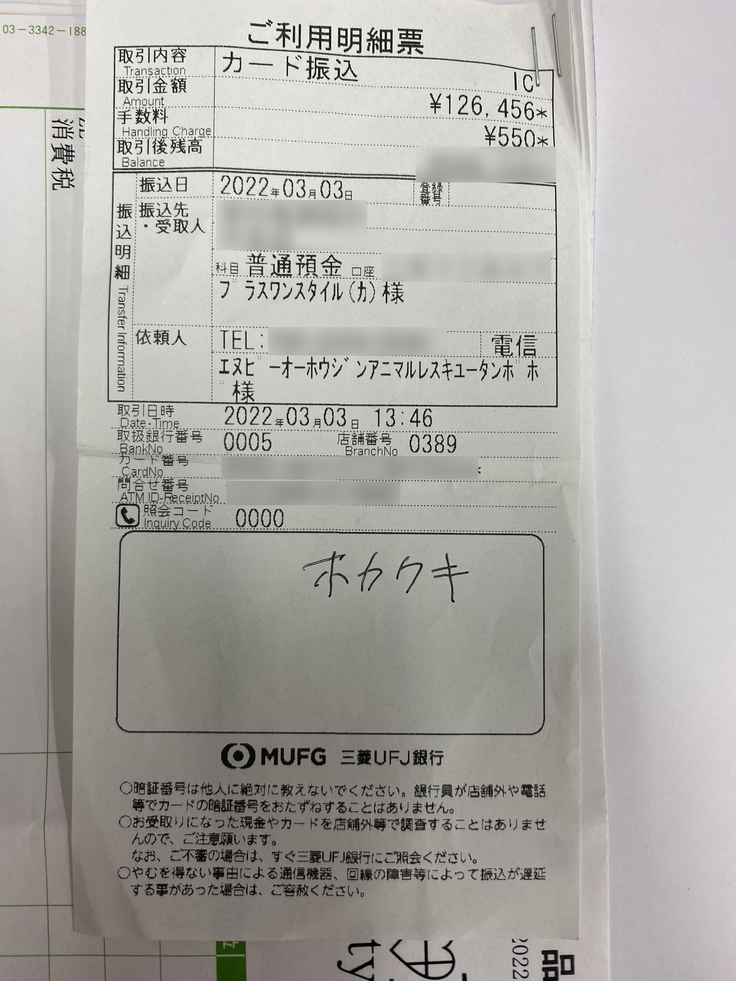 03-3342-188
消費税
ご利用明細票
取引内容 カード振込
Transaction
IC
取引金額 ¥126,456*
Amount
手数料 ¥550*
Handling Charge
取引後残高
Balance
振込明細 Transfer Information
振込日 2022年03月03日 登録番号
振込先
・受取人
科目 普通預金 口座
プラスワンスタイル(カ)様
依頼人 TEL: 電信
エヌピーオーホウジンアニマルレスキュータンポポ
様
取引日時 2022年03月03日 13:46
Date・Time
取扱銀行番号 0005 店舗番号 0389
BankNo BranchNo
カード番号
CardNo
問合せ番号
ATM ID-ReceiptNo
照会コード 0000
Inquiry Code
ホカクキ
MUFG 三菱UFJ銀行
○暗証番号は他人に絶対に教えないでください。銀行員が店舗外や電話
等でカードの暗証番号をおたずねすることはありません。
○お受取りになった現金やカードを店舗外等で調査することはありませ
んので、ご注意願います。
なお、ご不審の場合は、すぐ三菱UFJ銀行にご照会ください。
○やむを得ない事由による通信機器、回線の障害等によって振込が遅延
する事があった場合は、ご容赦ください。
ty
2022
品